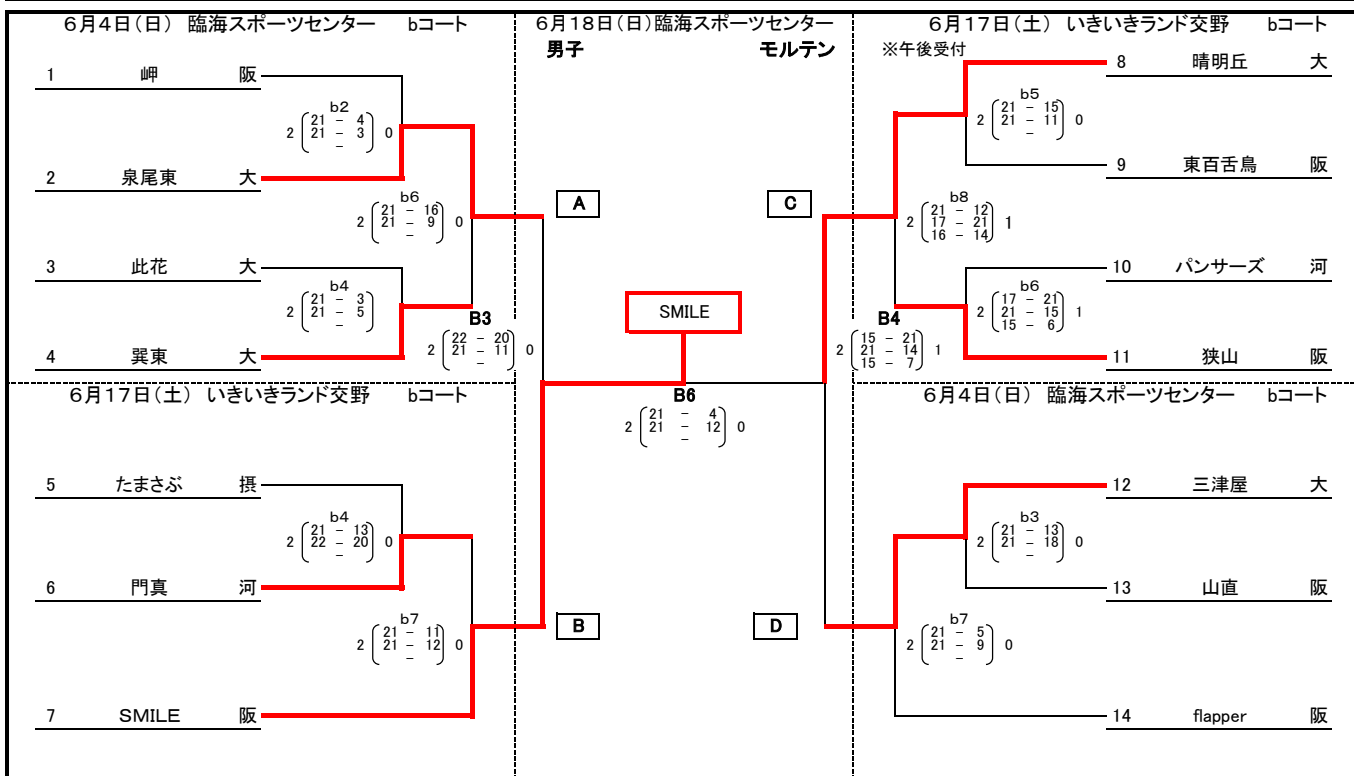 6月4日(日) 臨海スポーツセンター bコート
6月18日(日)臨海スポーツセンター
6月17日(土) いきいきランド交野 bコート
男子 モルテン
※午後受付
1 岬 阪
b2
2 21 - 4 0
21 - 3
-
2 泉尾東 大
b6
2 21 - 16 0
21 - 9
-
3 此花 大
b4
2 21 - 3 0
21 - 5
-
4 巽東 大
A
B3
2 22 - 20 0
21 - 11
-
SMILE
C
8 晴明丘 大
b5
2 21 - 15 0
21 - 11
-
9 東百舌鳥 阪
b8
2 21 - 12 1
17 - 21
16 - 14
10 パンサーズ 河
b6
2 17 - 21 1
21 - 15
15 - 6
11 狭山 阪
B4
2 15 - 21 1
21 - 14
15 - 7
6月17日(土) いきいきランド交野 bコート
B6
2 21 - 4 0
21 - 12
-
6月4日(日) 臨海スポーツセンター bコート
5 たまさぶ 摂
b4
2 21 - 13 0
22 - 20
-
6 門真 河
b7
2 21 - 11 0
21 - 12
-
7 SMILE 阪
B
D
12 三津屋 大
b3
2 21 - 13 0
21 - 18
-
13 山直 阪
b7
2 21 - 5 0
21 - 9
-
14 flapper 阪